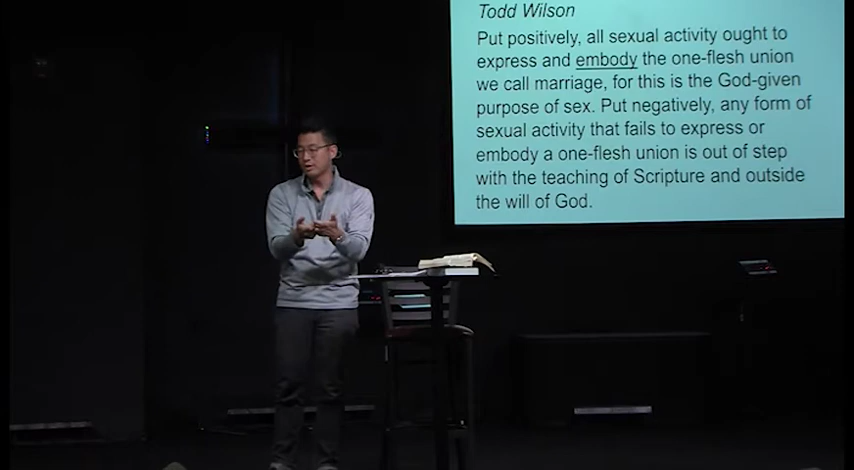 Todd Wilson
Put positively, all sexual activity ought to
express and embody the one-flesh union
we call marriage, for this is the God-given
purpose of sex. Put negatively, any form of
sexual activity that fails to express or
embody a one-flesh union is out of step
with the teaching of Scripture and outside
the will of God.